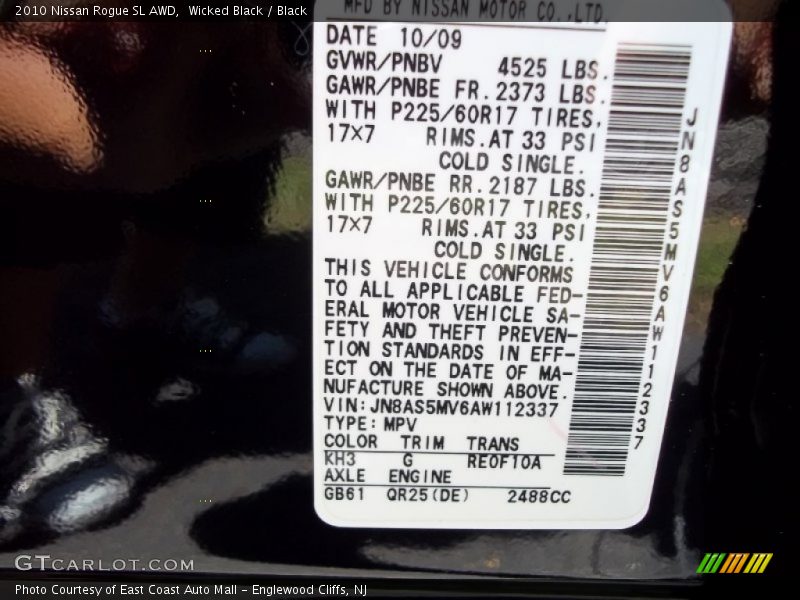 2010 Nissan Rogue SL AWD, Wicked Black / Black
MFD BY NISSAN MOTOR CO.,LTD.
DATE 10/09
GVWR/PNBV 4525 LBS.
GAWR/PNBE FR.2373 LBS.
WITH P225/60R17 TIRES,
17X7 RIMS.AT 33 PSI
COLD SINGLE.
GAWR/PNBE RR.2187 LBS.
WITH P225/60R17 TIRES,
17X7 RIMS.AT 33 PSI
COLD SINGLE.
THIS VEHICLE CONFORMS
TO ALL APPLICABLE FED-
ERAL MOTOR VEHICLE SA-
FETY AND THEFT PREVEN-
TION STANDARDS IN EFF-
ECT ON THE DATE OF MA-
NUFACTURE SHOWN ABOVE.
VIN:JN8AS5MV6AW112337
TYPE:MPV
COLOR TRIM TRANS
KH3 G RE0F10A
AXLE ENGINE
GB61 QR25(DE) 2488CC
JN8AS5MV6AW112337
GTCARLOT.COM
Photo Courtesy of East Coast Auto Mall - Englewood Cliffs, NJ